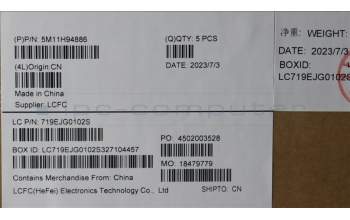 (P)P/N: 5M11H94886
(Q)QTY: 5 PCS
(4L)Origin:CN
DATE: 2023/7/3
Made in China
Supplier: LCFC
净重: WEIGHT:
DATE: 2023/7/3
BOXID:
LC719EJG0102S
LC P/N: 719EJG0102S
PO: 4502003528
BOX ID: LC719EJG0102S327104457
MO: 18479779
Contains Merchandise From: China
LCFC(HeFei) Electronics Technology Co., Ltd
SHIPTO: CN